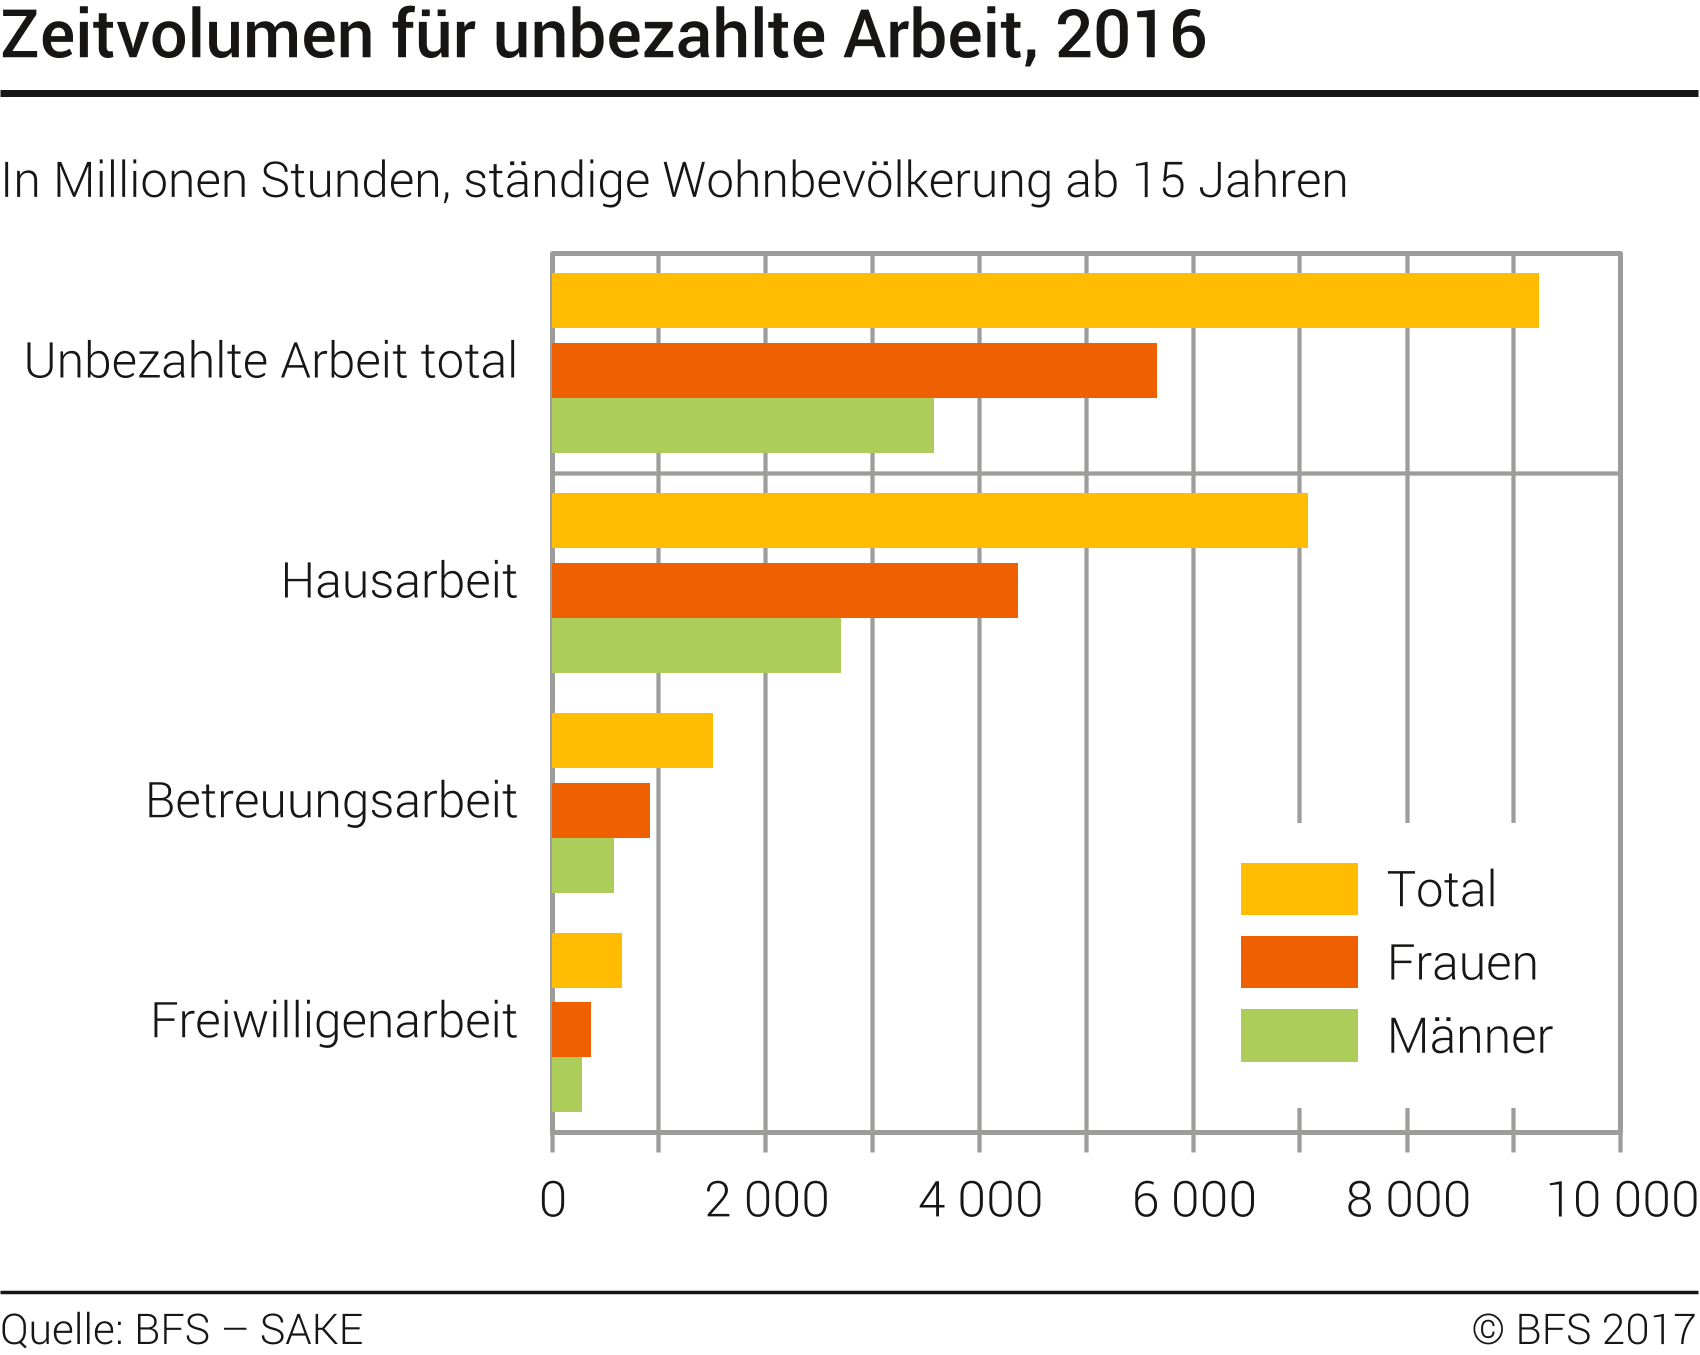 Zeitvolumen für unbezahlte Arbeit, 2016
In Millionen Stunden, ständige Wohnbevölkerung ab 15 Jahren
Unbezahlte Arbeit total
Hausarbeit
Betreuungsarbeit
Freiwilligenarbeit
Total
Frauen
Männer
0 2 000 4 000 6 000 8 000 10 000
Quelle: BFS – SAKE © BFS 2017